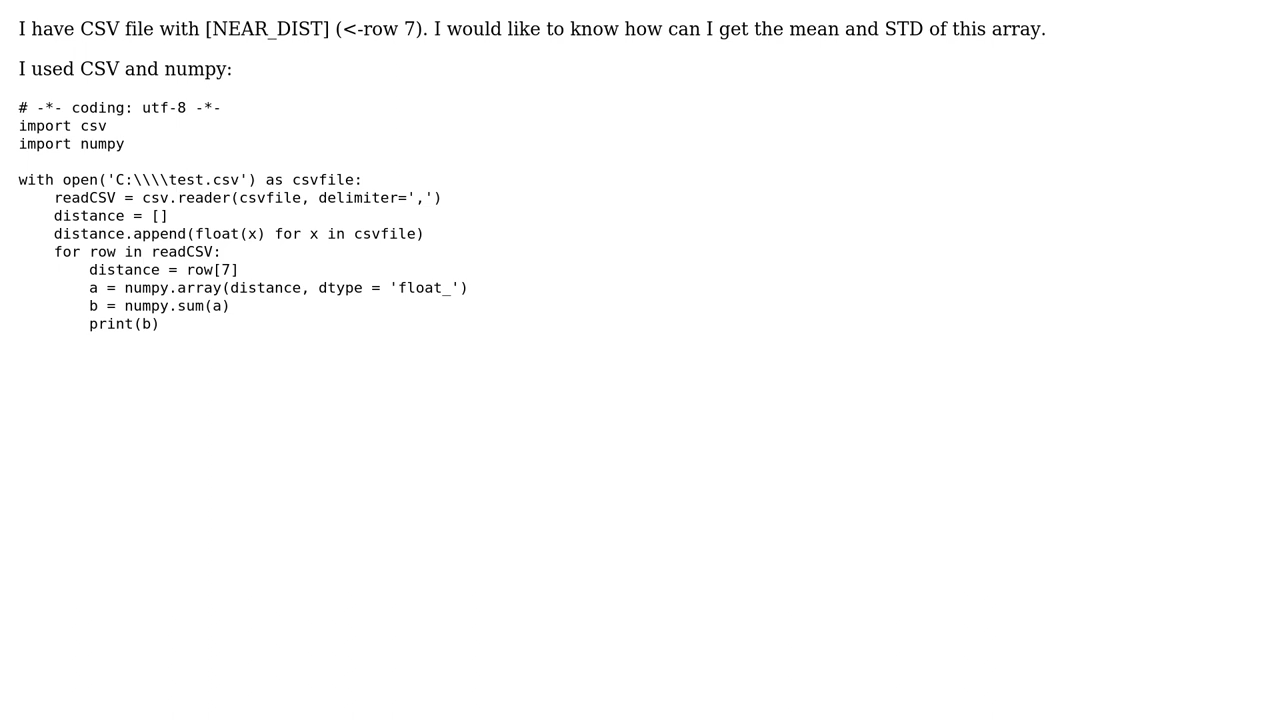 I have CSV file with [NEAR_DIST] (<-row 7). I would like to know how can I get the mean and STD of this array.
I used CSV and numpy:
# -*- coding: utf-8 -*-
import csv
import numpy
with open('C:\\\\test.csv') as csvfile:
    readCSV = csv.reader(csvfile, delimiter=',')
    distance = []
    distance.append(float(x) for x in csvfile)
    for row in readCSV:
        distance = row[7]
        a = numpy.array(distance, dtype = 'float_')
        b = numpy.sum(a)
        print(b)